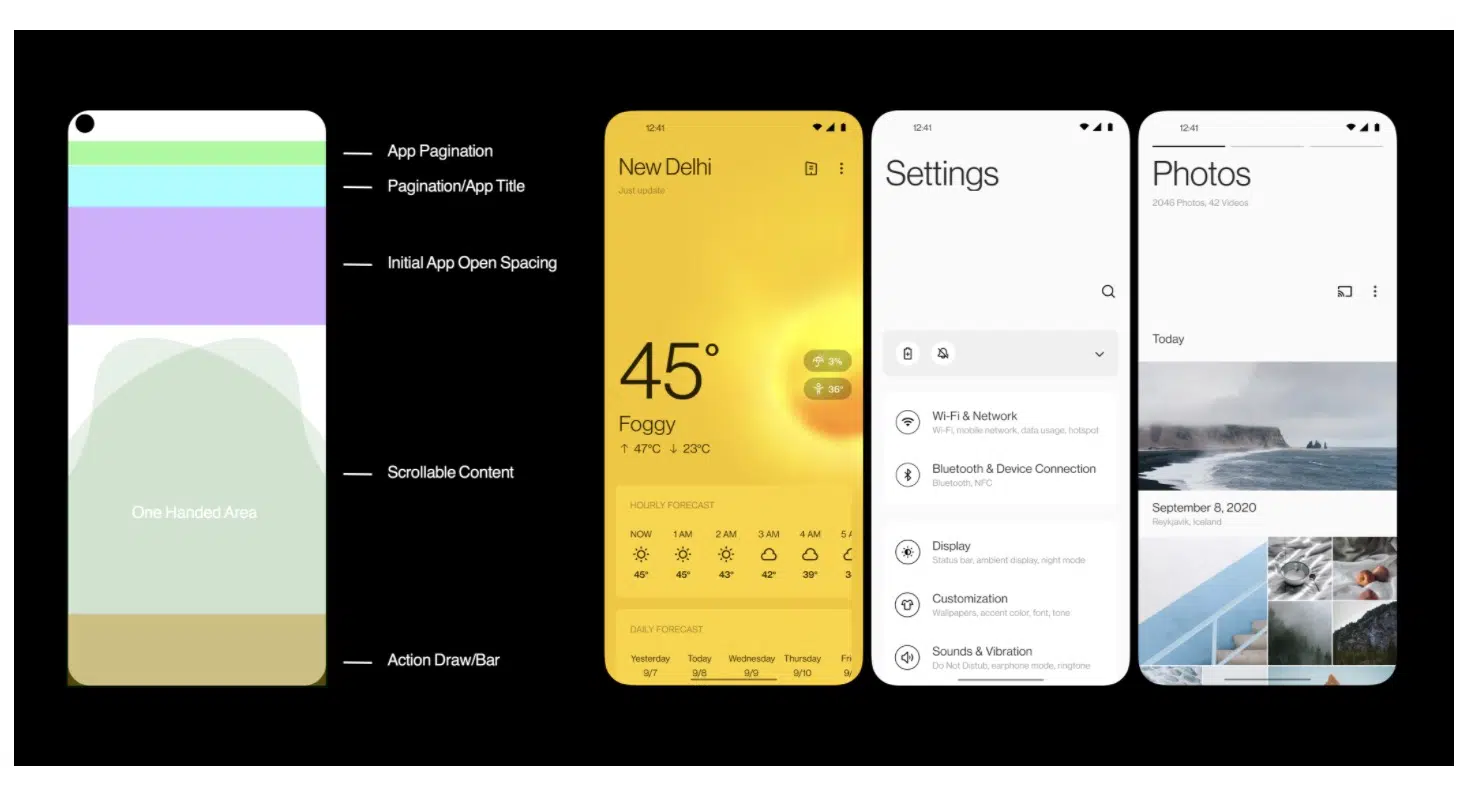 App Pagination
Pagination/App Title
Initial App Open Spacing
Scrollable Content
One Handed Area
Action Draw/Bar
12:41
New Delhi
Just update
45°
3%
36°
Foggy
↑ 47°C ↓ 23°C
HOURLY FORECAST
NOW 1 AM 2 AM 3 AM 4 AM 5 A
45° 45° 43° 42° 39° 3
DAILY FORECAST
Yesterday Today Wednesday Thursday Fri
9/7 9/8 9/9 9/10 9/
12:41
Settings
Wi-Fi & Network
Wi-Fi, mobile network, data usage, hotspot
Bluetooth & Device Connection
Bluetooth, NFC
Display
Status bar, ambient display, night mode
Customization
Wallpapers, accent color, font, tone
Sounds & Vibration
Do Not Distub, earphone mode, ringtone
12:41
Photos
2046 Photos, 42 Videos
Today
September 8, 2020
Reykjavik, Iceland